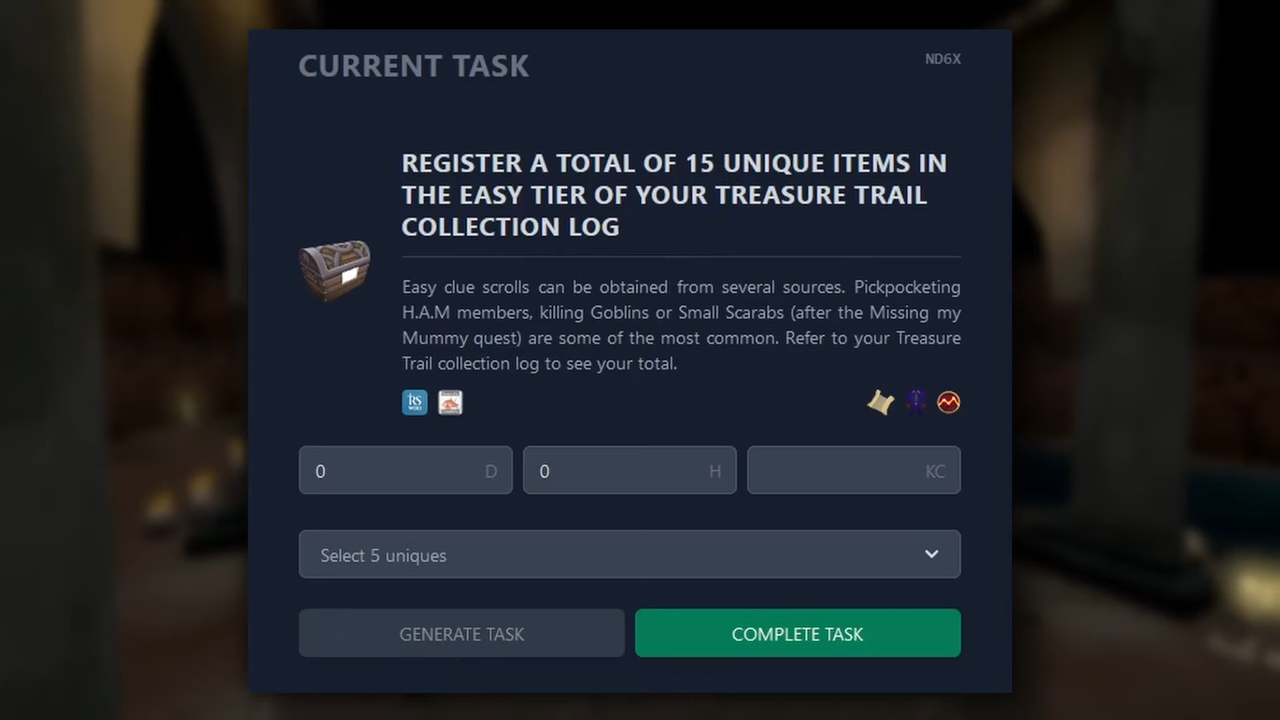 CURRENT TASK
ND6X
REGISTER A TOTAL OF 15 UNIQUE ITEMS IN
THE EASY TIER OF YOUR TREASURE TRAIL
COLLECTION LOG
Easy clue scrolls can be obtained from several sources. Pickpocketing
H.A.M members, killing Goblins or Small Scarabs (after the Missing my
Mummy quest) are some of the most common. Refer to your Treasure
Trail collection log to see your total.
RS
WIKI
0 D
0 H
KC
Select 5 uniques
GENERATE TASK
COMPLETE TASK